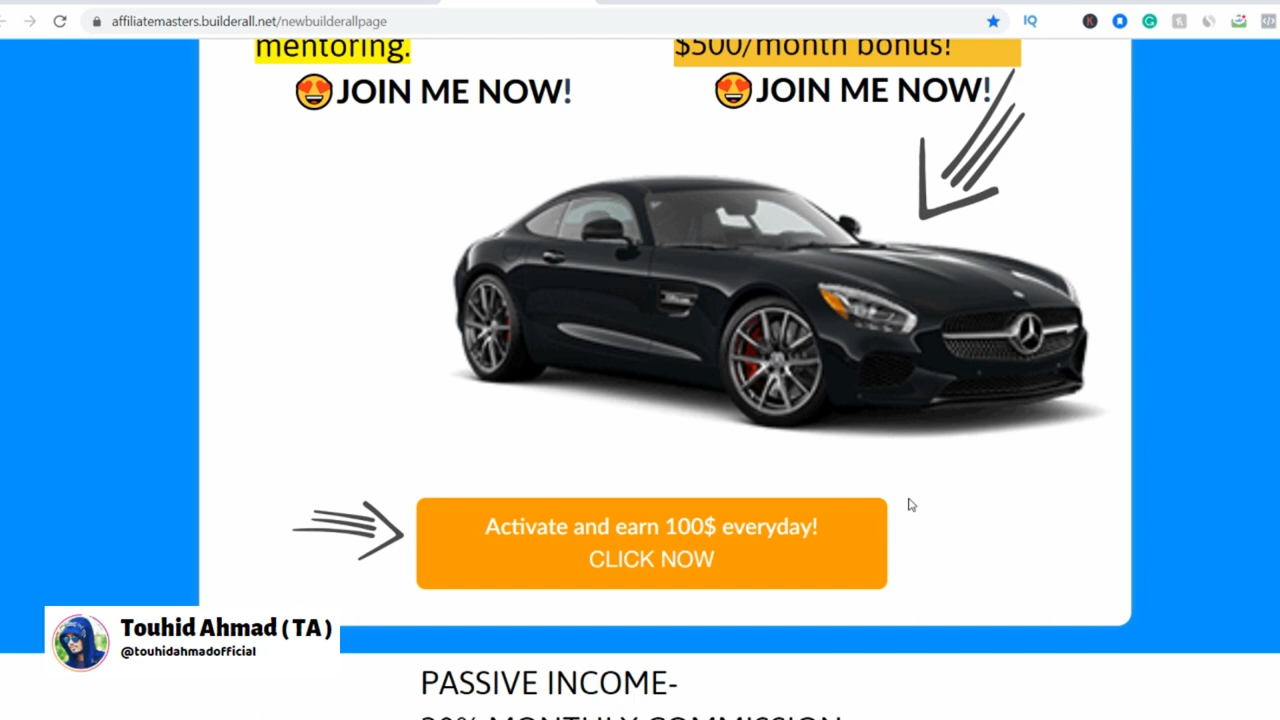 affiliatemasters.builderall.net/newbuilderallpage
IQ
mentoring.
$500/month bonus!
JOIN ME NOW!
JOIN ME NOW!
Activate and earn 100$ everyday!
CLICK NOW
Touhid Ahmad ( TA )
@touhidahmadofficial
PASSIVE INCOME-